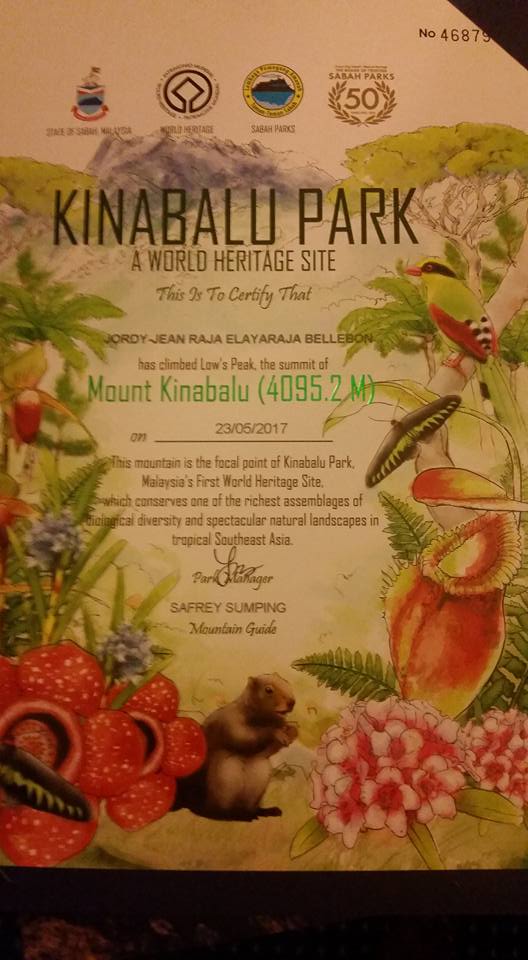 No 46879
STATE OF SABAH, MALAYSIA
WORLD HERITAGE
SABAH PARKS
SABAH PARKS
50
KINABALU PARK
A WORLD HERITAGE SITE
This Is To Certify That
JORDY-JEAN RAJA ELAYARAJA BELLEBON
has climbed Low's Peak, the summit of
Mount Kinabalu (4095.2 M)
on 23/05/2017
This mountain is the focal point of Kinabalu Park,
Malaysia's First World Heritage Site,
which conserves one of the richest assemblages of
biological diversity and spectacular natural landscapes in
tropical Southeast Asia.
Park Manager
SAFREY SUMPING
Mountain Guide